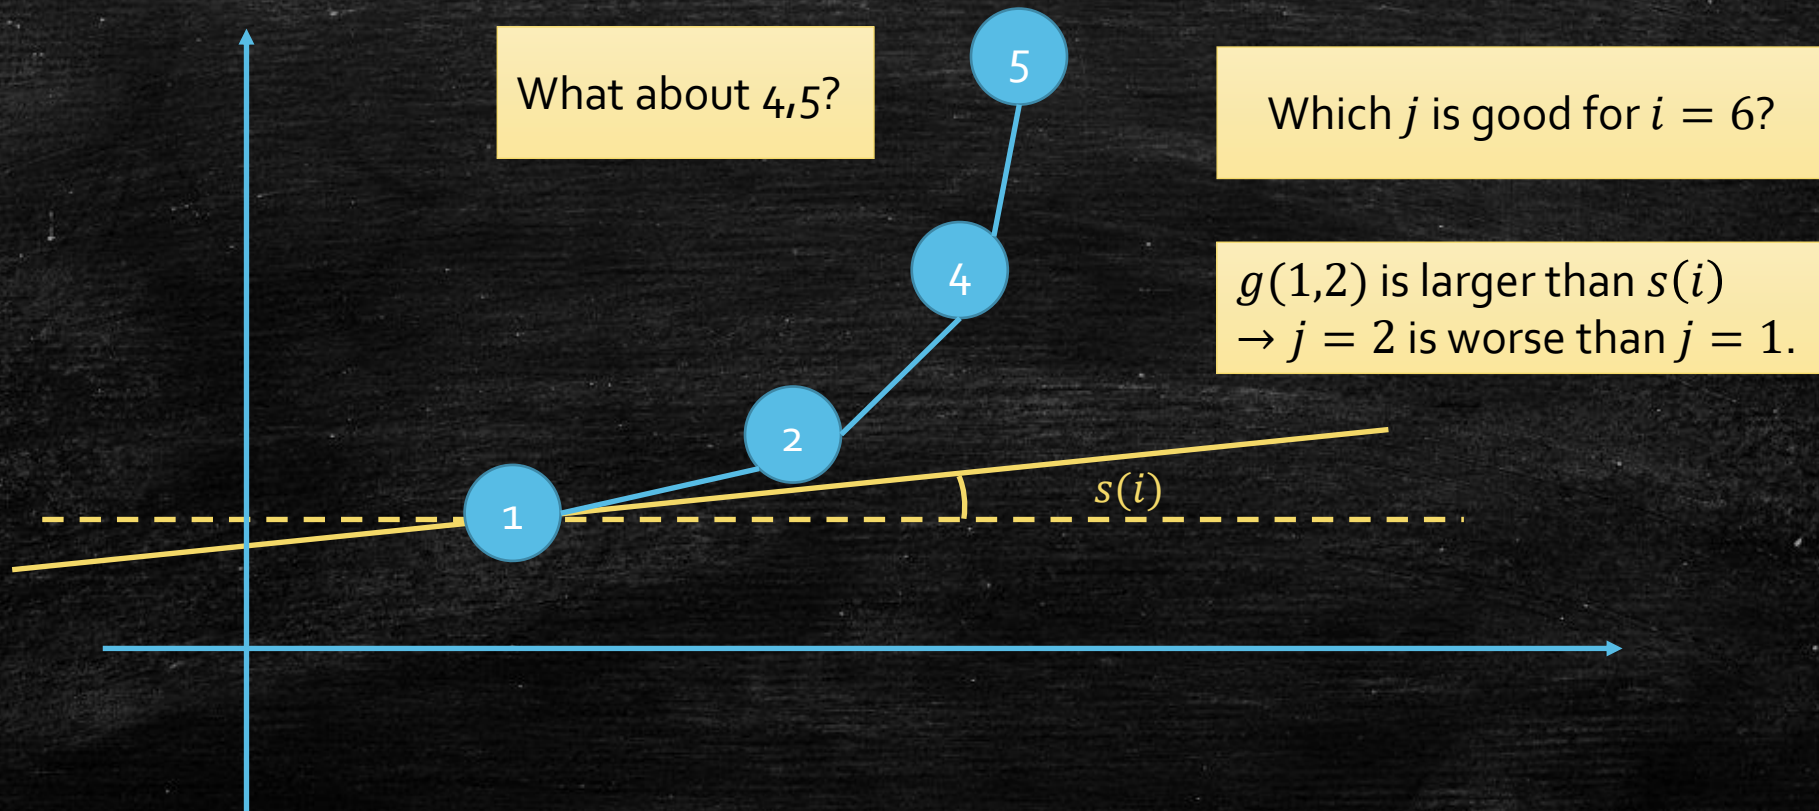 What about 4,5?
5
Which j is good for i = 6?
4
g(1,2) is larger than s(i)
→ j = 2 is worse than j = 1.
2
s(i)
1